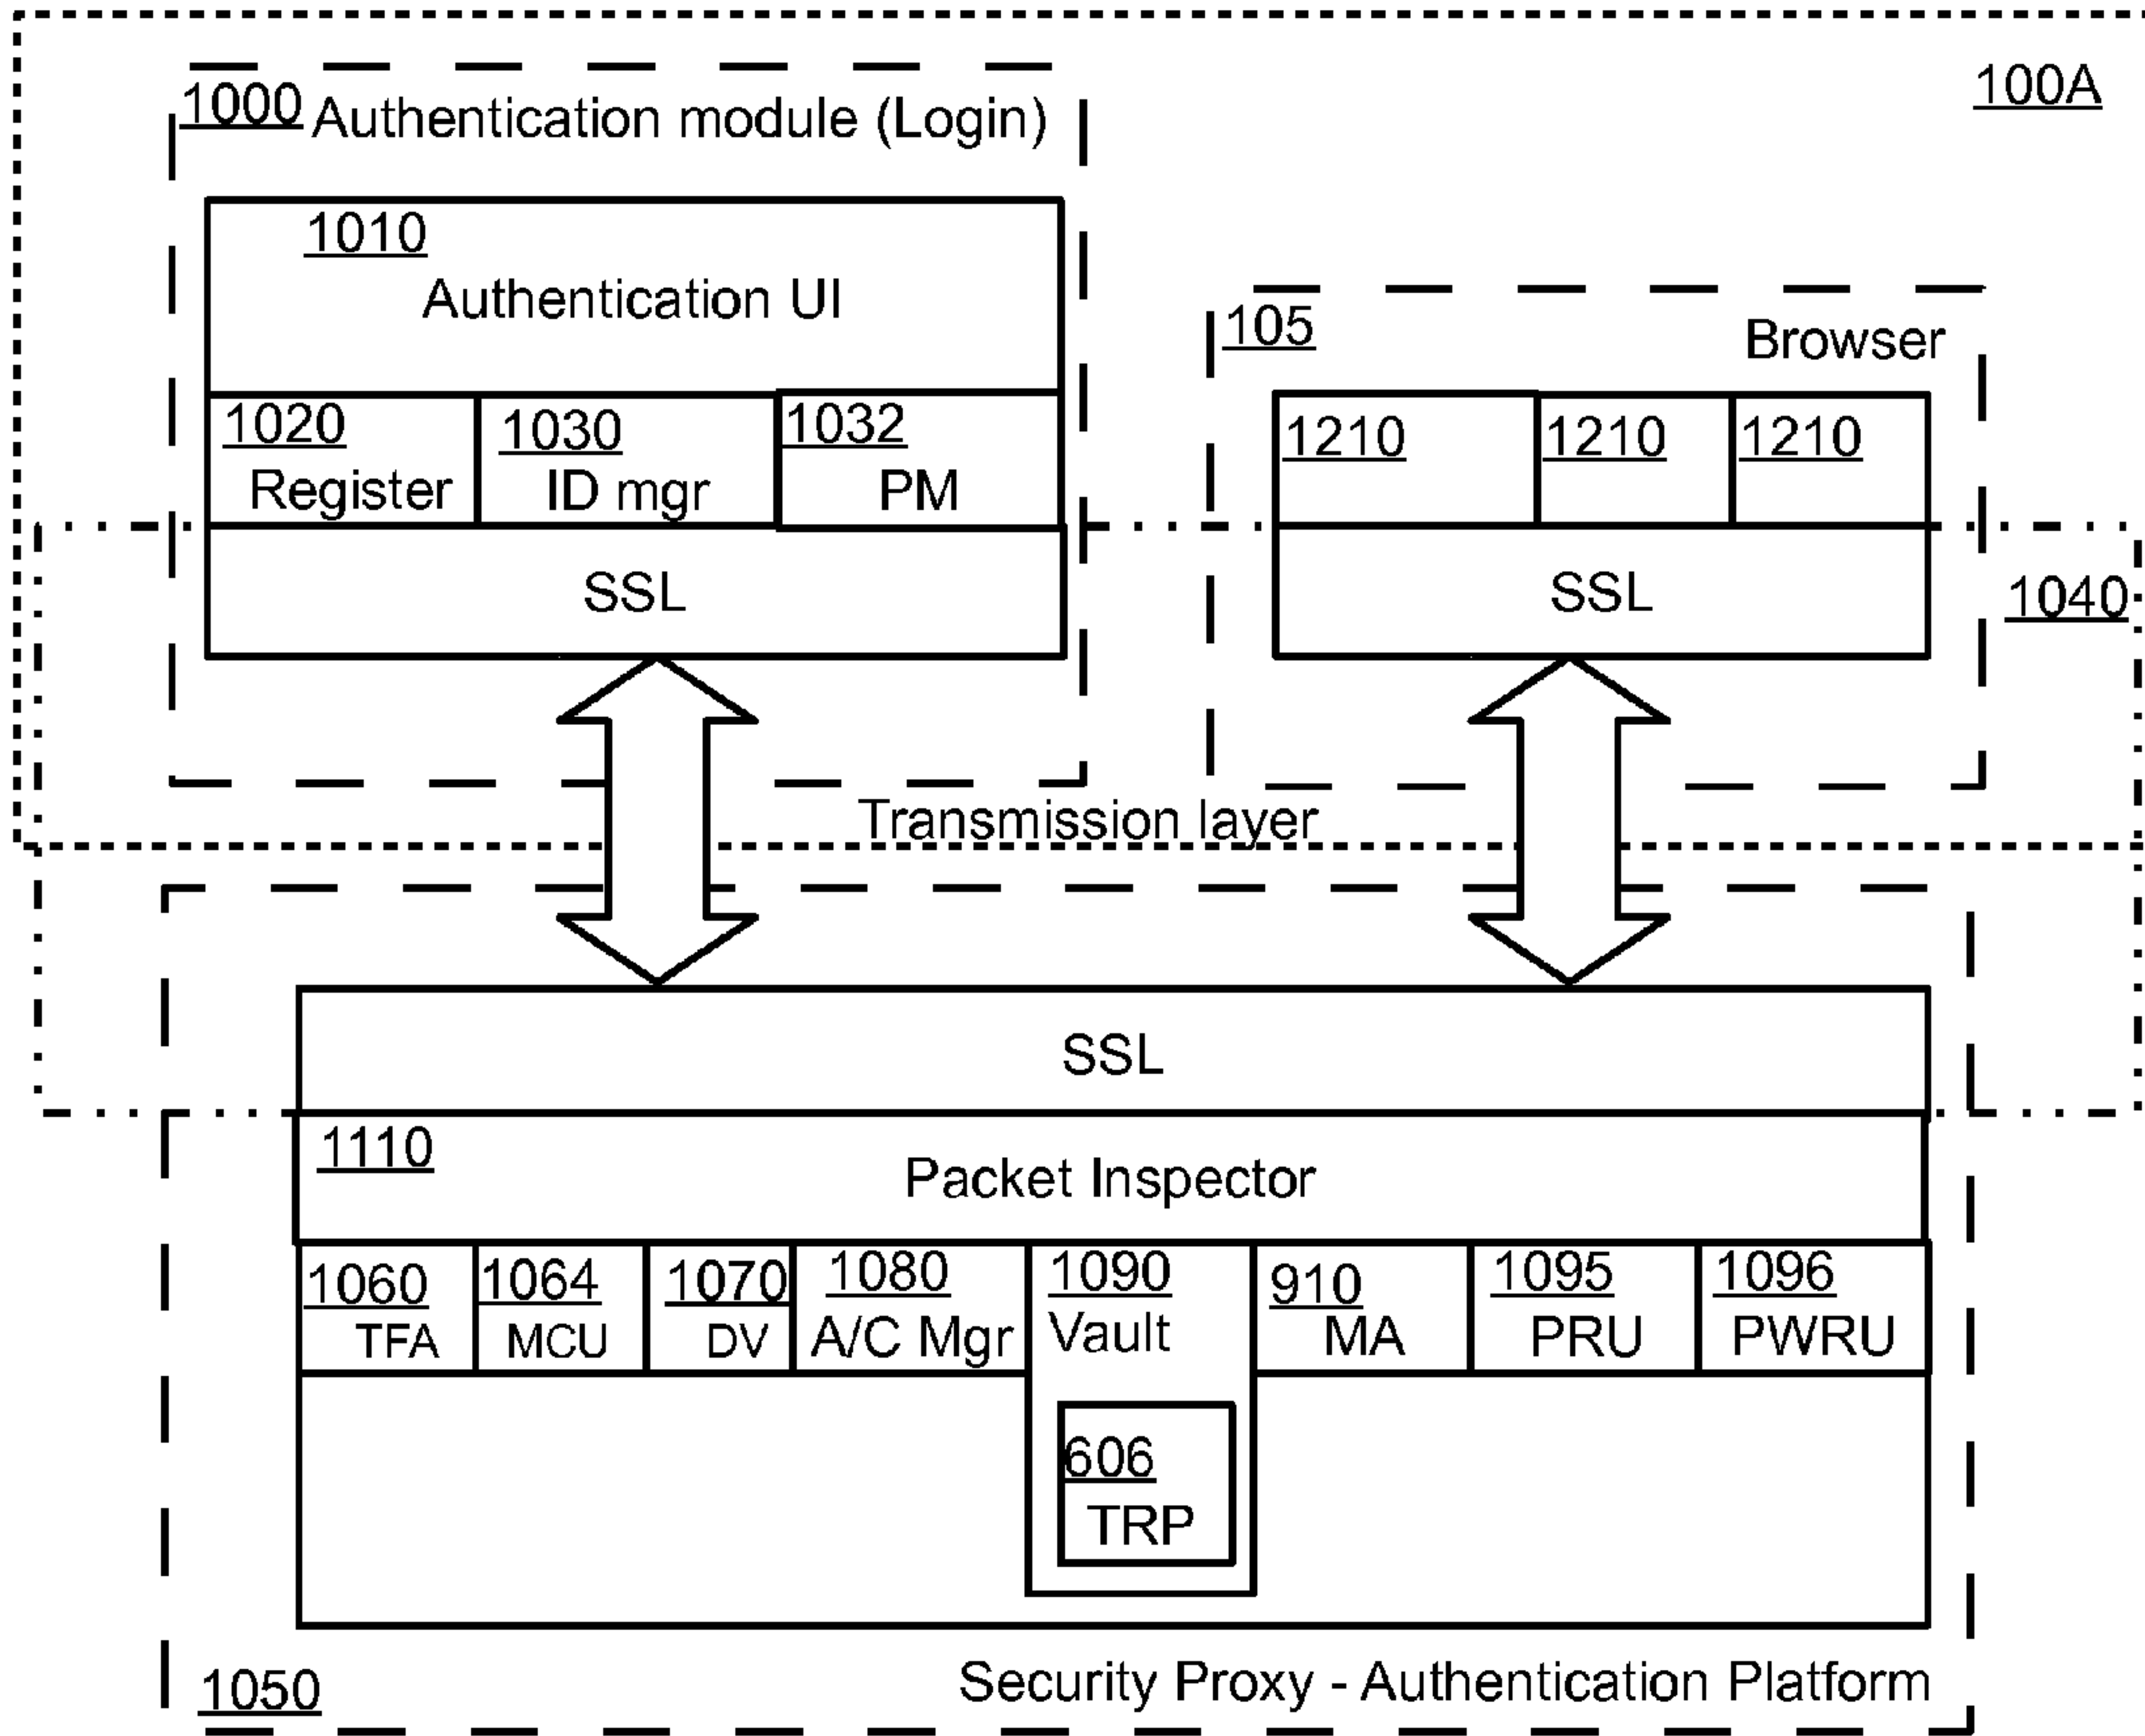 100A
1000
Authentication module (Login)
1010
Authentication UI
1020
Register
1030
ID mgr
1032
PM
SSL
105
Browser
1210
1210
1210
SSL
1040
Transmission layer
SSL
1110
Packet Inspector
1060
TFA
1064
MCU
1070
DV
1080
A/C Mgr
1090
Vault
910
MA
1095
PRU
1096
PWRU
606
TRP
1050
Security Proxy - Authentication Platform